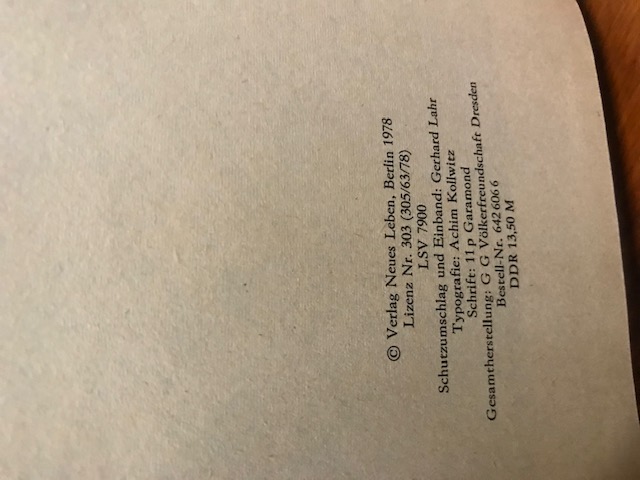 © Verlag Neues Leben, Berlin 1978
Lizenz Nr. 303 (305/63/78)
LSV 7900
Schutzumschlag und Einband: Gerhard Lahr
Typografie: Achim Kollwitz
Schrift: 11 p Garamond
Gesamtherstellung: G G Völkerfreundschaft Dresden
Bestell-Nr. 642 606 6
DDR 13,50 M